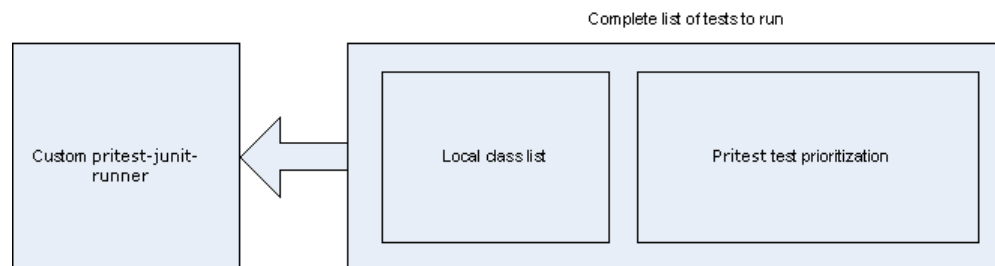 Complete list of tests to run
Custom pritest-junit-
runner
Local class list
Pritest test prioritization